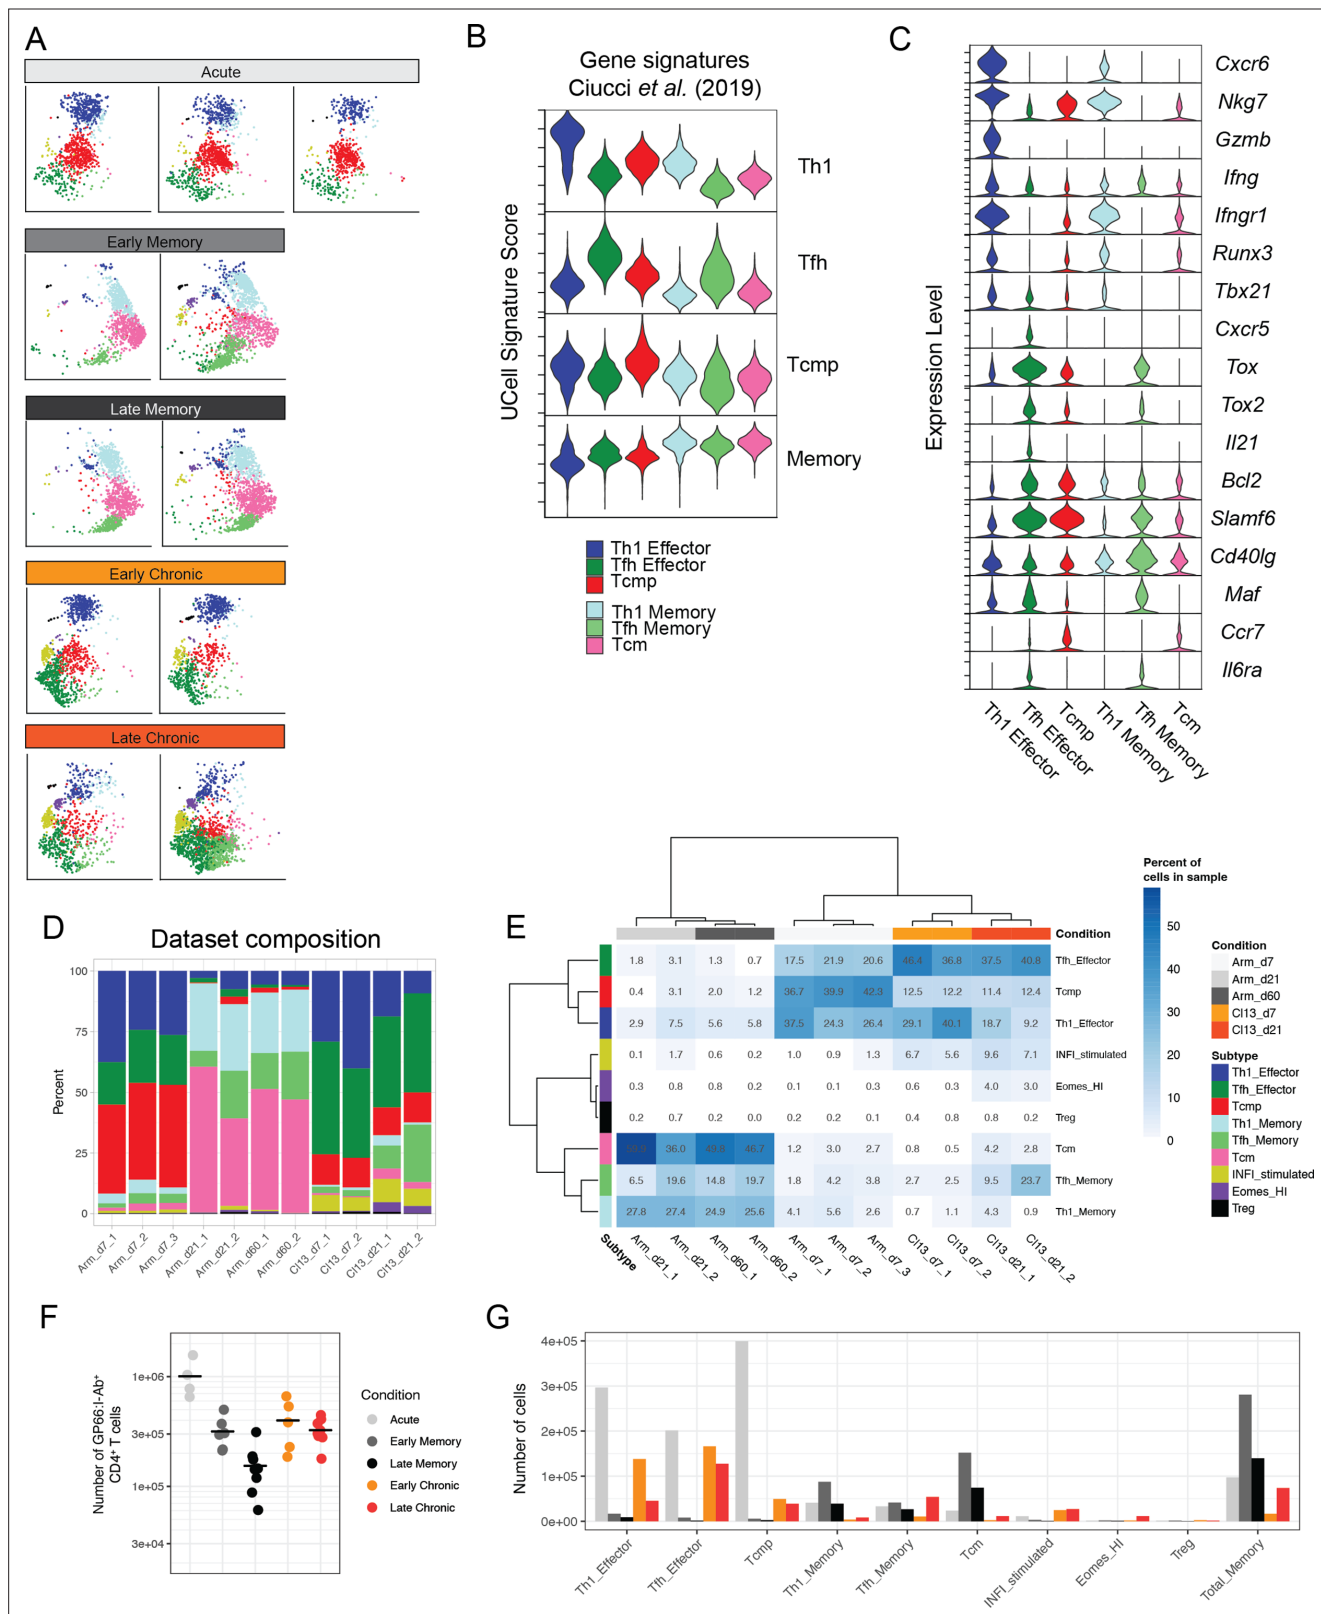 A
Acute
Early Memory
Late Memory
Early Chronic
Late Chronic
B
Gene signatures
Ciucci et al. (2019)
UCell Signature Score
Th1
Tfh
Tcmp
Memory
Th1 Effector
Tfh Effector
Tcmp
Th1 Memory
Tfh Memory
Tcm
C
Expression Level
Cxcr6
Nkg7
Gzmb
Ifng
Ifngr1
Runx3
Tbx21
Cxcr5
Tox
Tox2
Il21
Bcl2
Slamf6
Cd40lg
Maf
Ccr7
Il6ra
Th1 Effector
Tfh Effector
Tcmp
Th1 Memory
Tfh Memory
Tcm
D
Dataset composition
Percent
100
75
50
25
0
Arm_d7_1
Arm_d7_2
Arm_d7_3
Arm_d21_1
Arm_d21_2
Arm_d60_1
Arm_d60_2
Cl13_d7_1
Cl13_d7_2
Cl13_d21_1
Cl13_d21_2
E
Condition
1.8 3.1 1.3 0.7 17.5 21.9 20.6 46.4 36.8 37.5 40.8 Tfh_Effector
0.4 3.1 2.0 1.2 36.7 39.9 42.3 12.5 12.2 11.4 12.4 Tcmp
2.9 7.5 5.6 5.8 37.5 24.3 26.4 29.1 40.1 18.7 9.2 Th1_Effector
0.1 1.7 0.6 0.2 1.0 0.9 1.3 6.7 5.6 9.6 7.1 INFI_stimulated
0.3 0.8 0.8 0.2 0.1 0.1 0.3 0.6 0.3 4.0 3.0 Eomes_HI
0.2 0.7 0.2 0.0 0.2 0.2 0.1 0.4 0.8 0.8 0.2 Treg
36.0 46.7 1.2 3.0 2.7 0.8 0.5 4.2 2.8 Tcm
6.5 19.6 14.8 19.7 1.8 4.2 3.8 2.7 2.5 9.5 23.7 Tfh_Memory
27.8 27.4 24.9 25.6 4.1 5.6 2.6 0.7 1.1 4.3 0.9 Th1_Memory
Subtype
Arm_d21_1
Arm_d21_2
Arm_d60_1
Arm_d60_2
Arm_d7_1
Arm_d7_2
Arm_d7_3
Cl13_d7_1
Cl13_d7_2
Cl13_d21_1
Cl13_d21_2
Percent of
cells in sample
50
40
30
20
10
0
Condition
Arm_d7
Arm_d21
Arm_d60
Cl13_d7
Cl13_d21
Subtype
Th1_Effector
Tfh_Effector
Tcmp
Th1_Memory
Tfh_Memory
Tcm
INFI_stimulated
Eomes_HI
Treg
F
Number of GP66:I-Ab⁺
CD4⁺ T cells
1e+06
3e+05
1e+05
3e+04
Condition
Acute
Early Memory
Late Memory
Early Chronic
Late Chronic
G
Number of cells
4e+05
3e+05
2e+05
1e+05
0e+00
Th1_Effector
Tfh_Effector
Tcmp
Th1_Memory
Tfh_Memory
Tcm
INFI_stimulated
Eomes_HI
Treg
Total_Memory